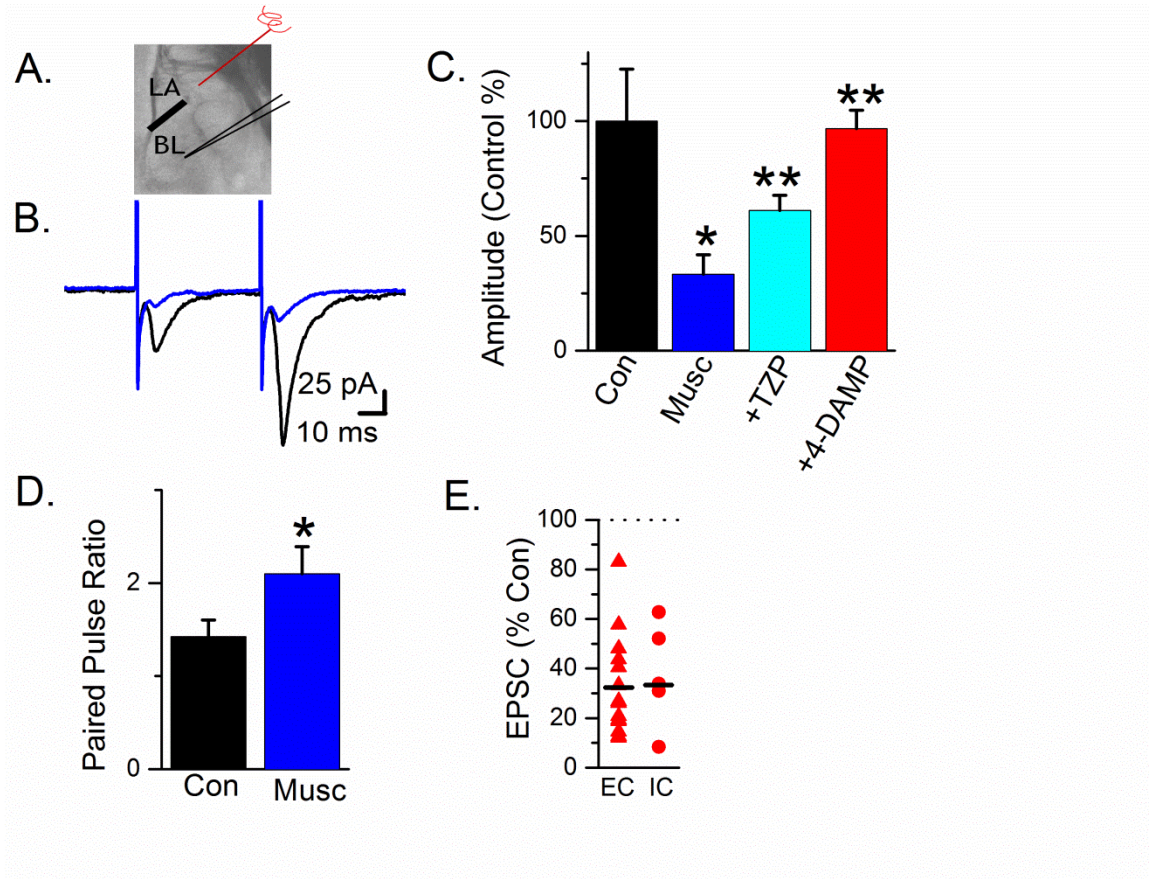 A.
LA
BL
B.
25 pA
10 ms
C.
Amplitude (Control %)
100
50
0
**
**
*
Con
Musc
+TZP
+4-DAMP
D.
Paired Pulse Ratio
2
0
*
Con
Musc
E.
EPSC (% Con)
100
80
60
40
20
0
EC
IC